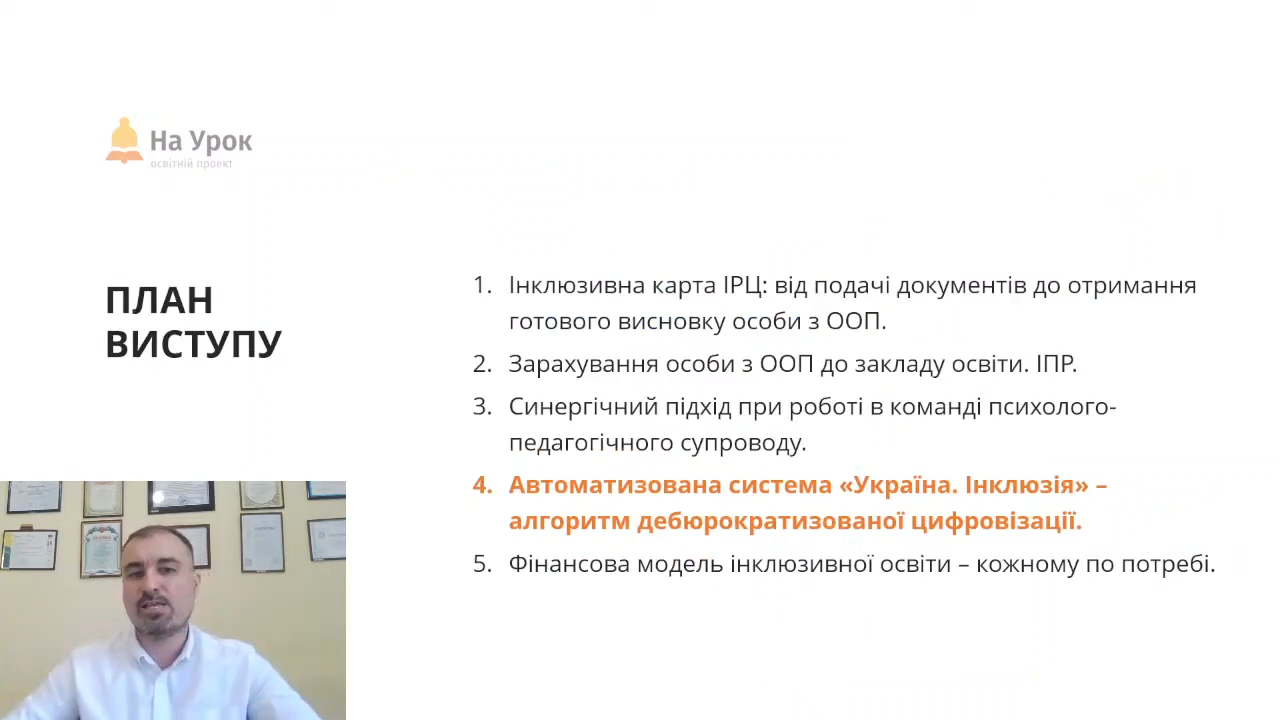 На Урок
освітній проект
ПЛАН
ВИСТУПУ
1. Інклюзивна карта ІРЦ: від подачі документів до отримання
готового висновку особи з ООП.
2. Зарахування особи з ООП до закладу освіти. ІПР.
3. Синергічний підхід при роботі в команді психолого-
педагогічного супроводу.
4. Автоматизована система «Україна. Інклюзія» –
алгоритм дебюрократизованої цифровізації.
5. Фінансова модель інклюзивної освіти – кожному по потребі.